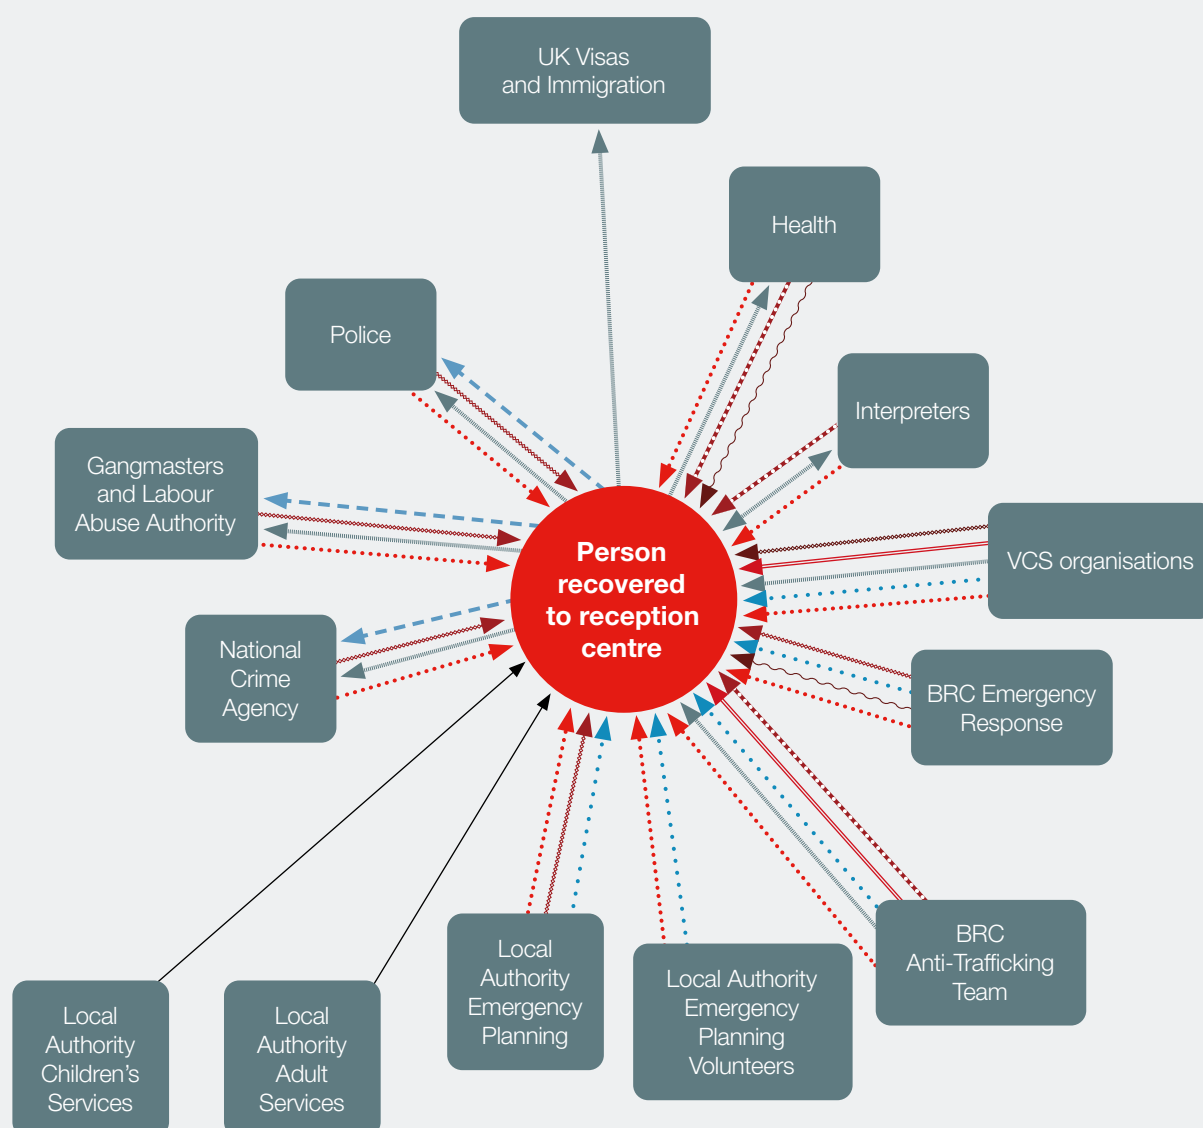 UK Visas
and Immigration
Health
Police
Interpreters
Gangmasters
and Labour
Abuse Authority
Person
recovered
to reception
centre
VCS organisations
National
Crime
Agency
BRC Emergency
Response
Local
Authority
Emergency
Planning
Local Authority
Emergency
Planning
Volunteers
BRC
Anti-Trafficking
Team
Local
Authority
Children’s
Services
Local
Authority
Adult
Services